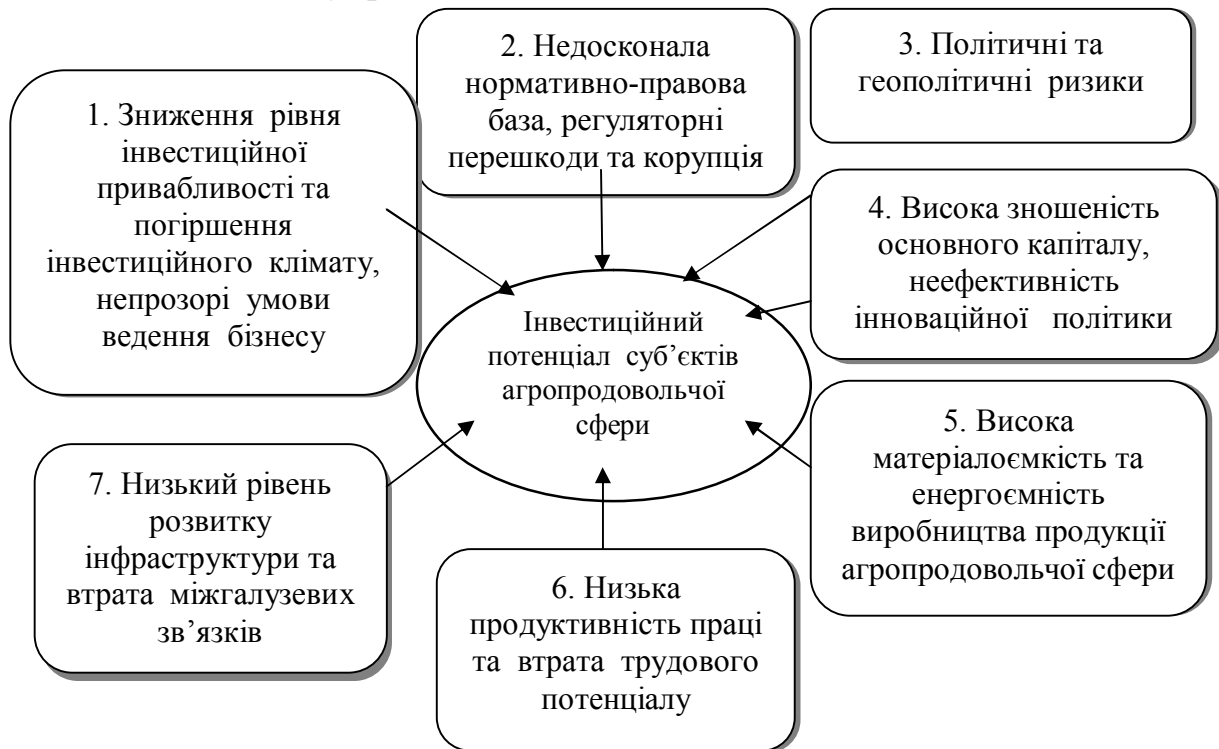 1. Зниження рівня
інвестиційної
привабливості та
погіршення
інвестиційного клімату,
непрозорі умови
ведення бізнесу
2. Недосконала
нормативно-правова
база, регуляторні
перешкоди та корупція
3. Політичні та
геополітичні ризики
4. Висока зношеність
основного капіталу,
неефективність
інноваційної політики
Інвестиційний
потенціал суб’єктів
агропродовольчої
сфери
5. Висока
матеріалоємкість та
енергоємність
виробництва продукції
агропродовольчої сфери
6. Низька
продуктивність праці
та втрата трудового
потенціалу
7. Низький рівень
розвитку
інфраструктури та
втрата міжгалузевих
зв’язків